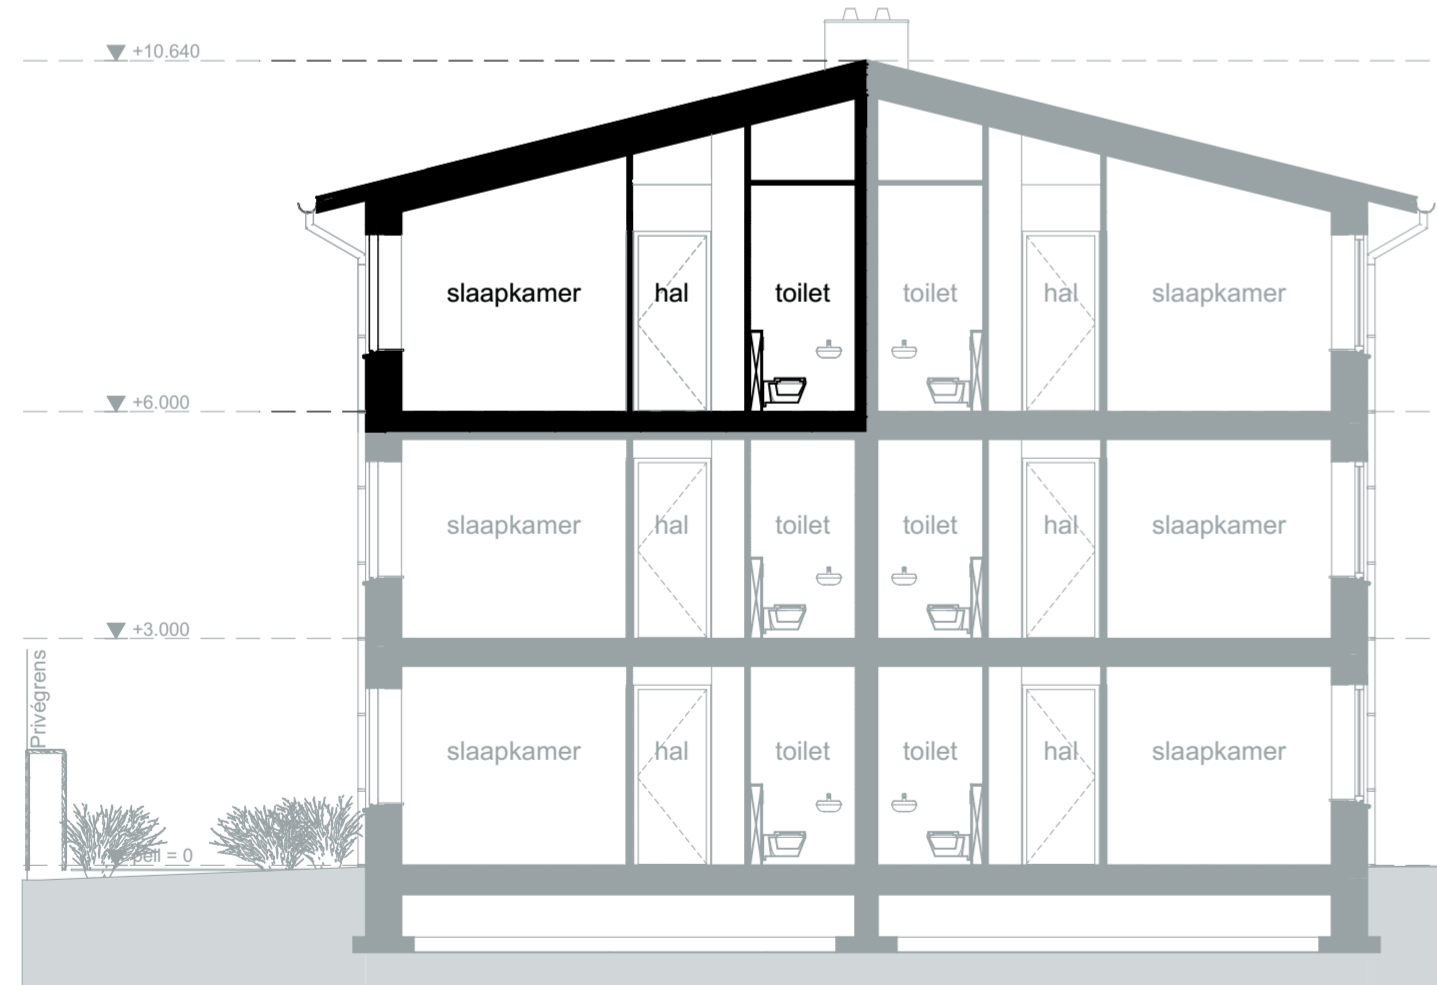 +10.640
slaapkamer hal toilet toilet hal slaapkamer
+6.000
slaapkamer hal toilet toilet hal slaapkamer
+3.000
Privégrens
slaapkamer hal toilet toilet hal slaapkamer
peil = 0